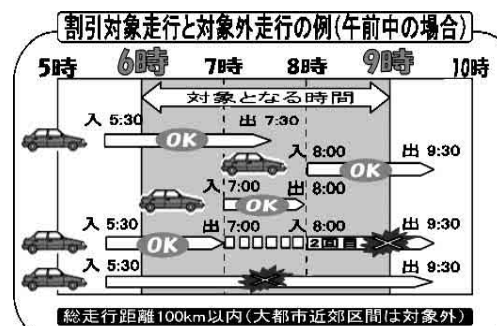 割引対象走行と対象外走行の例(午前中の場合)
5時 6時 7時 8時 9時 10時
対象となる時間
入 5:30 OK 出 7:30
入 8:00 OK 出 9:30
入 7:00 OK 出 8:00
入 5:30 OK 出 7:00 入 8:00 2回目 出 9:30
入 5:30 出 9:30
総走行距離100km以内(大都市近郊区間は対象外)